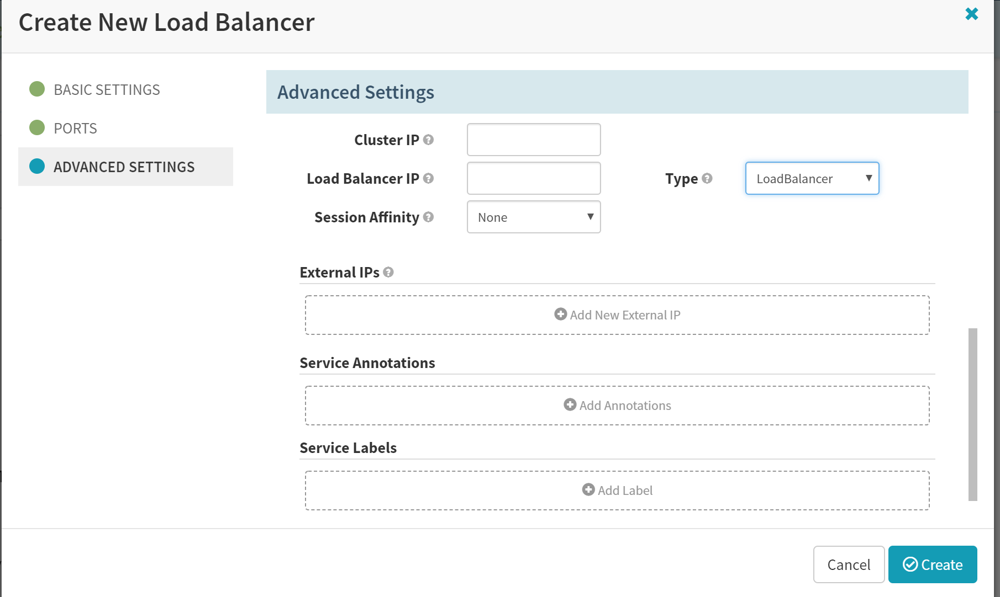 Create New Load Balancer
BASIC SETTINGS
PORTS
ADVANCED SETTINGS
Advanced Settings
Cluster IP
Load Balancer IP
Type
LoadBalancer
Session Affinity
None
External IPs
Add New External IP
Service Annotations
Add Annotations
Service Labels
Add Label
Cancel
Create